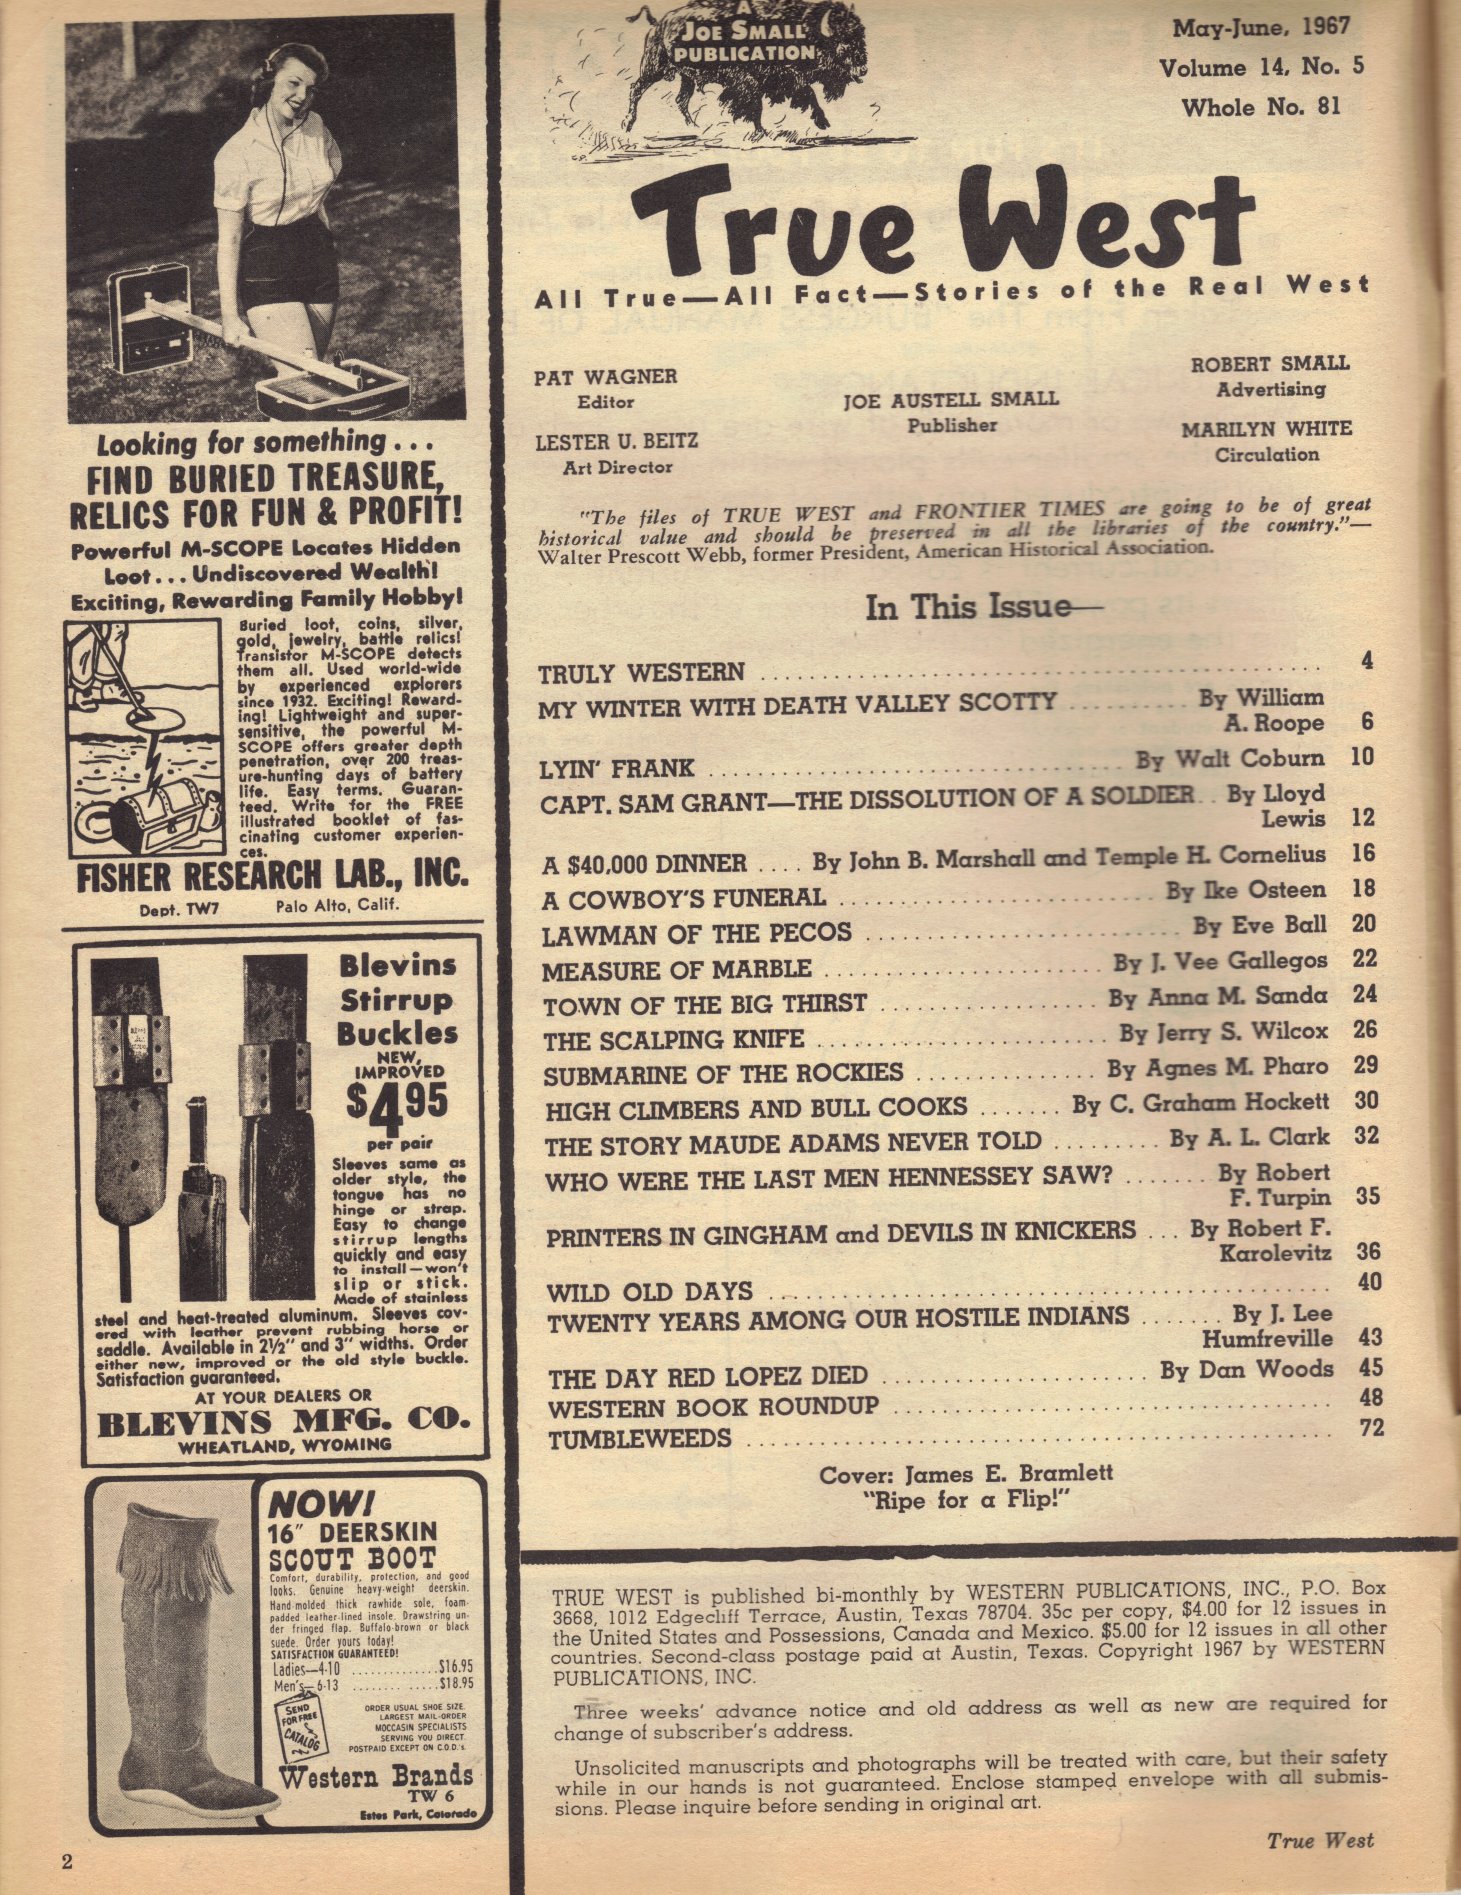 Looking for something . . .
FIND BURIED TREASURE,
RELICS FOR FUN & PROFIT!
Powerful M-SCOPE Locates Hidden
Loot . . . Undiscovered Wealth!
Exciting, Rewarding Family Hobby!
Buried loot, coins, silver,
gold, jewelry, battle relics!
Transistor M-SCOPE detects
them all. Used world-wide
by experienced explorers
since 1932. Exciting! Reward-
ing! Lightweight and super-
sensitive, the powerful M-
SCOPE offers greater depth
penetration, over 200 treas-
ure-hunting days of battery
life. Easy terms. Guaran-
teed. Write for the FREE
illustrated booklet of fas-
cinating customer experien-
ces.
FISHER RESEARCH LAB., INC.
Dept. TW7 Palo Alto, Calif.
Blevins
Stirrup
Buckles
NEW,
IMPROVED
$4 95
per pair
Sleeves same as
older style, the
tongue has no
hinge or strap.
Easy to change
stirrup lengths
quickly and easy
to install—won't
slip or stick.
Made of stainless
steel and heat-treated aluminum. Sleeves cov-
ered with leather prevent rubbing horse or
saddle. Available in 2½" and 3" widths. Order
either new, improved or the old style buckle.
Satisfaction guaranteed.
AT YOUR DEALERS OR
BLEVINS MFG. CO.
WHEATLAND, WYOMING
NOW!
16" DEERSKIN
SCOUT BOOT
Comfort, durability, protection, and good
looks. Genuine heavy-weight deerskin.
Hand-molded thick rawhide sole, foam-
padded leather-lined insole. Drawstring un-
der fringed flap. Buffalo-brown or black
suede. Order yours today!
SATISFACTION GUARANTEED!
Ladies—4-10 . . . . . . . . . . . . . . $16.95
Men's—6-13 . . . . . . . . . . . . . $18.95
SEND
FOR FREE
CATALOG
ORDER USUAL SHOE SIZE.
LARGEST MAIL-ORDER
MOCCASIN SPECIALISTS
SERVING YOU DIRECT.
POSTPAID EXCEPT ON C.O.D.'s.
Western Brands
TW 6
Estes Park, Colorado
2
A
JOE SMALL
PUBLICATION
May-June, 1967
Volume 14, No. 5
Whole No. 81
True West
All True—All Fact—Stories of the Real West
PAT WAGNER
Editor
LESTER U. BEITZ
Art Director
JOE AUSTELL SMALL
Publisher
ROBERT SMALL
Advertising
MARILYN WHITE
Circulation
"The files of TRUE WEST and FRONTIER TIMES are going to be of great
historical value and should be preserved in all the libraries of the country."—
Walter Prescott Webb, former President, American Historical Association.
In This Issue—
TRULY WESTERN . . . . . . . . . . 4
MY WINTER WITH DEATH VALLEY SCOTTY . . . . . . . . . . By William
A. Roope 6
LYIN' FRANK . . . . . . . . . . By Walt Coburn 10
CAPT. SAM GRANT—THE DISSOLUTION OF A SOLDIER . . By Lloyd
Lewis 12
A $40,000 DINNER . . . . By John B. Marshall and Temple H. Cornelius 16
A COWBOY'S FUNERAL . . . . . . . . . . By Ike Osteen 18
LAWMAN OF THE PECOS . . . . . . . . . . By Eve Ball 20
MEASURE OF MARBLE . . . . . . . . . . By J. Vee Gallegos 22
TOWN OF THE BIG THIRST . . . . . . . . . . By Anna M. Sanda 24
THE SCALPING KNIFE . . . . . . . . . . By Jerry S. Wilcox 26
SUBMARINE OF THE ROCKIES . . . . . . . . . . By Agnes M. Pharo 29
HIGH CLIMBERS AND BULL COOKS . . . . . . . By C. Graham Hockett 30
THE STORY MAUDE ADAMS NEVER TOLD . . . . . . . . . By A. L. Clark 32
WHO WERE THE LAST MEN HENNESSEY SAW? . . . . . . . By Robert
F. Turpin 35
PRINTERS IN GINGHAM and DEVILS IN KNICKERS . . . By Robert F.
Karolevitz 36
WILD OLD DAYS . . . . . . . . . . 40
TWENTY YEARS AMONG OUR HOSTILE INDIANS . . . . . . . By J. Lee
Humfreville 43
THE DAY RED LOPEZ DIED . . . . . . . . . . By Dan Woods 45
WESTERN BOOK ROUNDUP . . . . . . . . . . 48
TUMBLEWEEDS . . . . . . . . . . 72
Cover: James E. Bramlett
"Ripe for a Flip!"
TRUE WEST is published bi-monthly by WESTERN PUBLICATIONS, INC., P.O. Box
3668, 1012 Edgecliff Terrace, Austin, Texas 78704. 35c per copy, $4.00 for 12 issues in
the United States and Possessions, Canada and Mexico. $5.00 for 12 issues in all other
countries. Second-class postage paid at Austin, Texas. Copyright 1967 by WESTERN
PUBLICATIONS, INC.
Three weeks' advance notice and old address as well as new are required for
change of subscriber's address.
Unsolicited manuscripts and photographs will be treated with care, but their safety
while in our hands is not guaranteed. Enclose stamped envelope with all submis-
sions. Please inquire before sending in original art.
True West